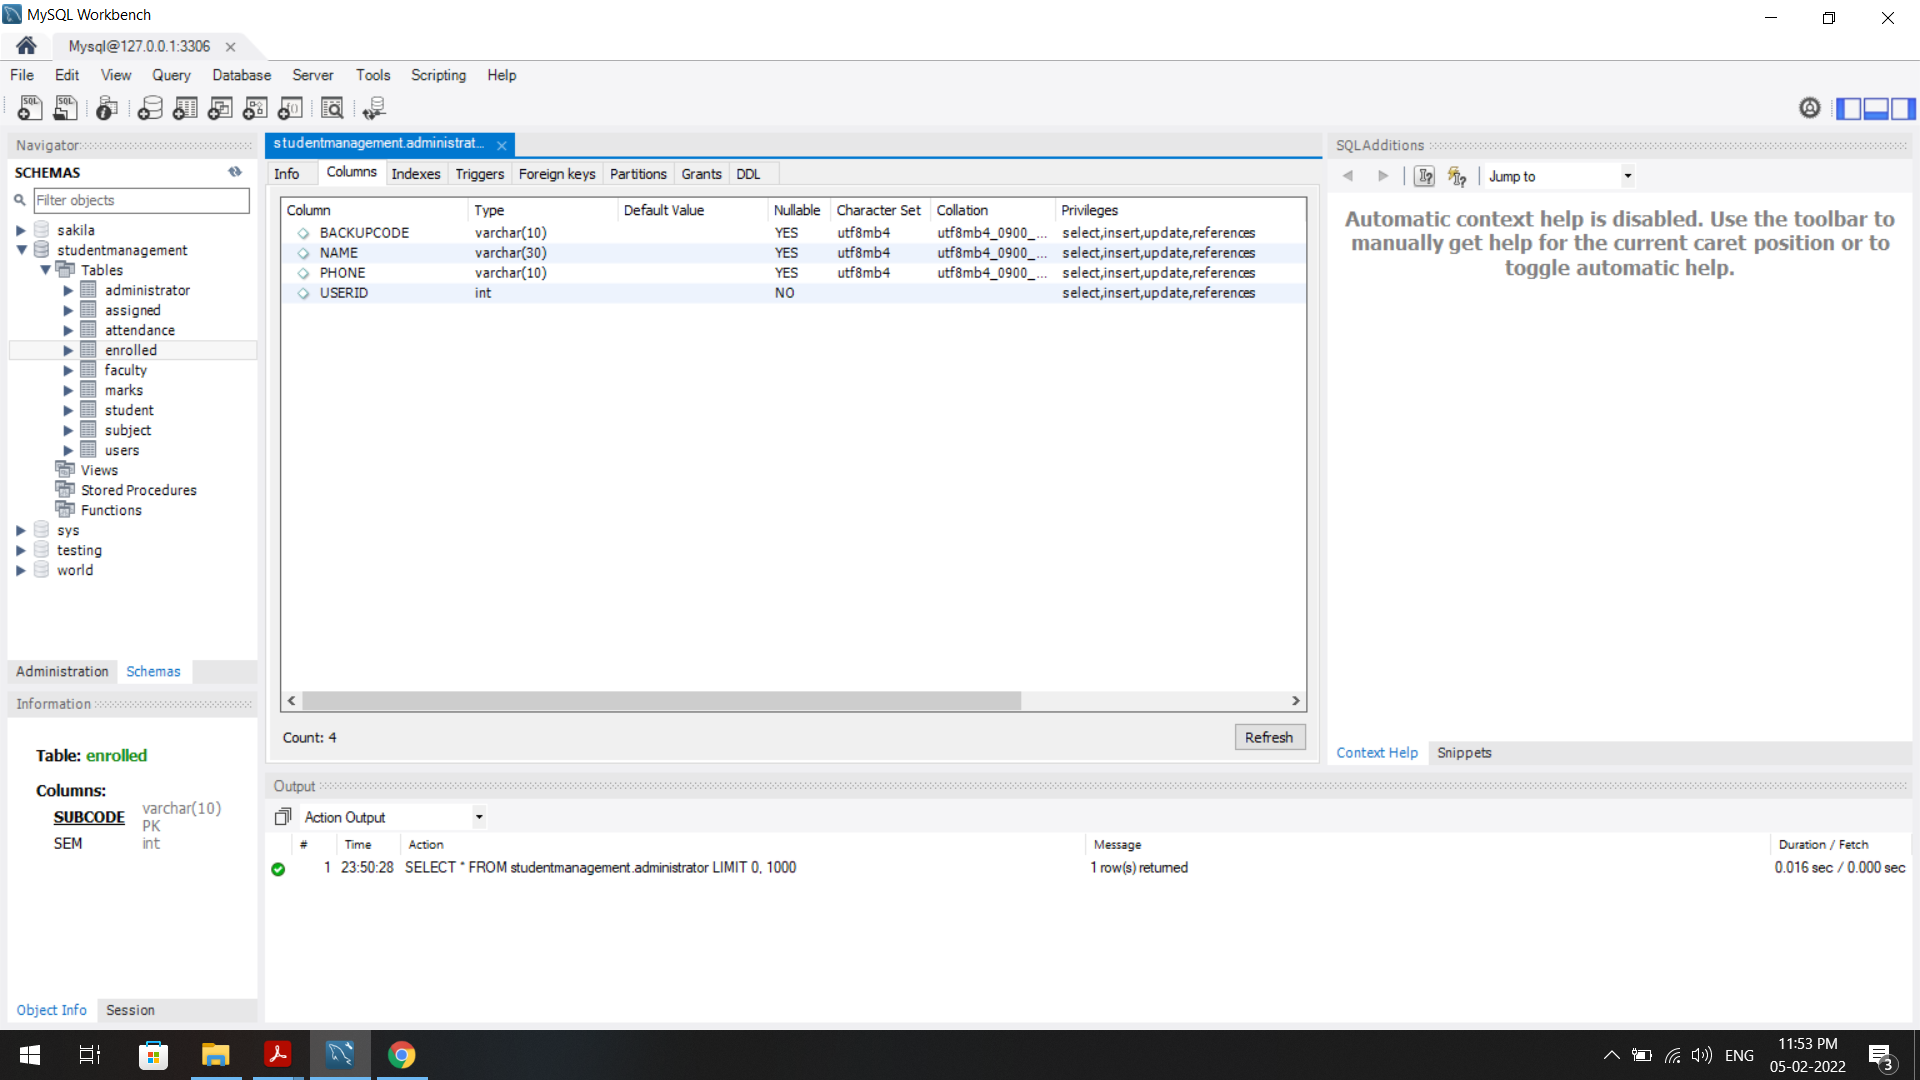 MySQL Workbench
Mysql@127.0.0.1:3306
File Edit View Query Database Server Tools Scripting Help
Navigator
SCHEMAS
Filter objects
sakila
studentmanagement
Tables
administrator
assigned
attendance
enrolled
faculty
marks
student
subject
users
Views
Stored Procedures
Functions
sys
testing
world
Administration Schemas
Information
Table: enrolled
Columns:
SUBCODE varchar(10)
PK
SEM int
Object Info Session
studentmanagement.administrat...
Info Columns Indexes Triggers Foreign keys Partitions Grants DDL
Column Type Default Value Nullable Character Set Collation Privileges
BACKUPCODE varchar(10) YES utf8mb4 utf8mb4_0900_... select,insert,update,references
NAME varchar(30) YES utf8mb4 utf8mb4_0900_... select,insert,update,references
PHONE varchar(10) YES utf8mb4 utf8mb4_0900_... select,insert,update,references
USERID int NO select,insert,update,references
Count: 4
Refresh
SQLAdditions
Jump to
Automatic context help is disabled. Use the toolbar to
manually get help for the current caret position or to
toggle automatic help.
Context Help Snippets
Output
Action Output
# Time Action Message Duration / Fetch
1 23:50:28 SELECT * FROM studentmanagement.administrator LIMIT 0, 1000 1 row(s) returned 0.016 sec / 0.000 sec
ENG
11:53 PM
05-02-2022
3